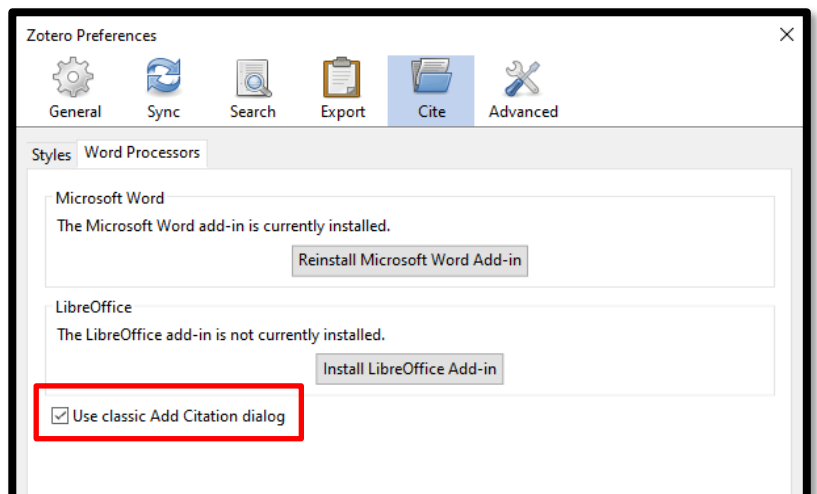 Zotero Preferences
General Sync Search Export Cite Advanced
Styles Word Processors
Microsoft Word
The Microsoft Word add-in is currently installed.
Reinstall Microsoft Word Add-in
LibreOffice
The LibreOffice add-in is not currently installed.
Install LibreOffice Add-in
Use classic Add Citation dialog